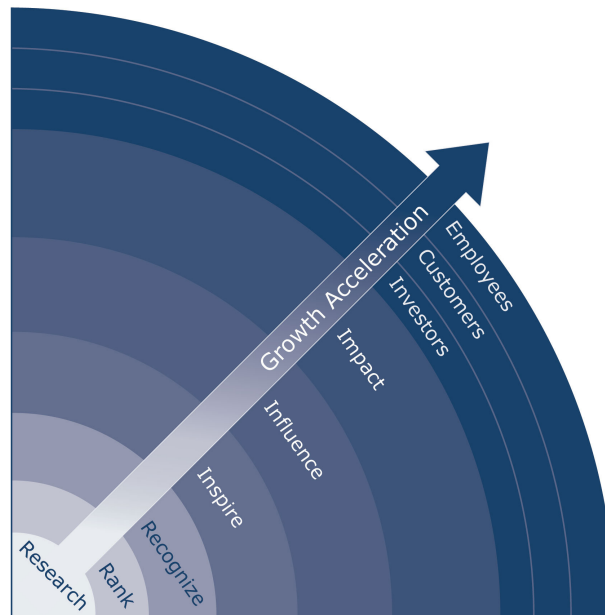 Research
Rank
Recognize
Inspire
Influence
Impact
Investors
Customers
Employees
Growth Acceleration